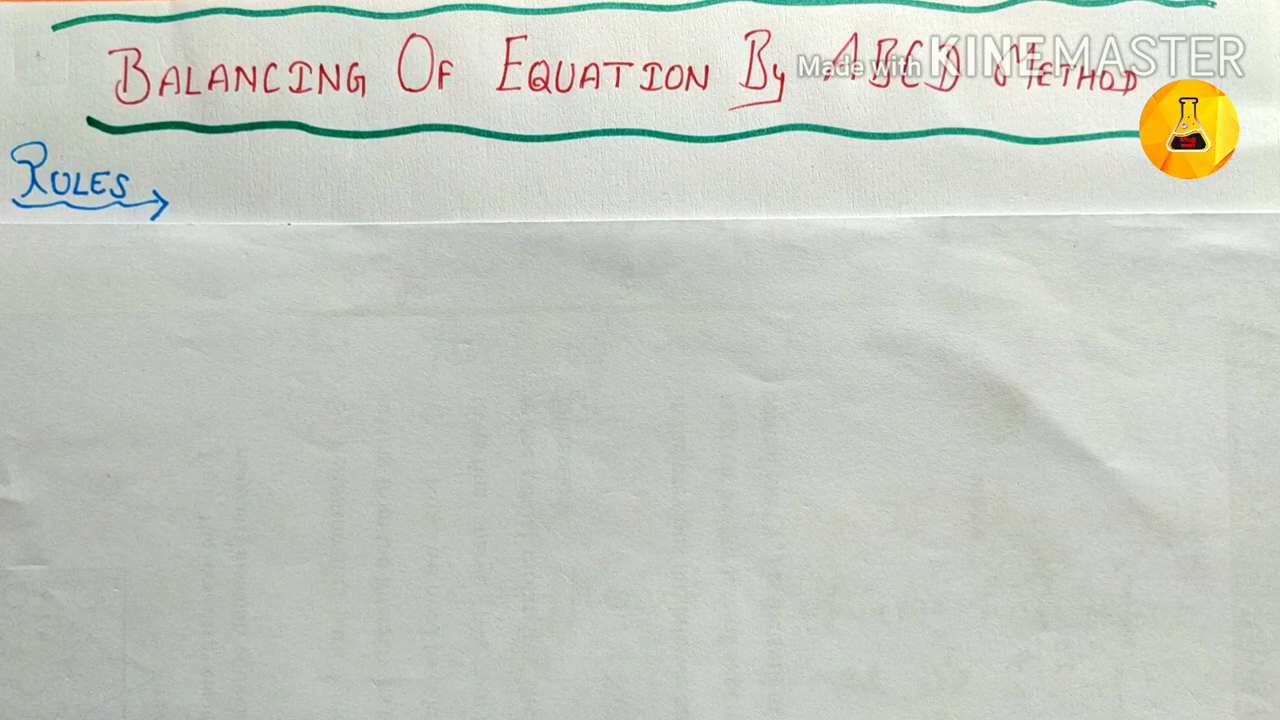 BALANCING OF EQUATION By ABCD METHOD
Made with KINEMASTER
RULES